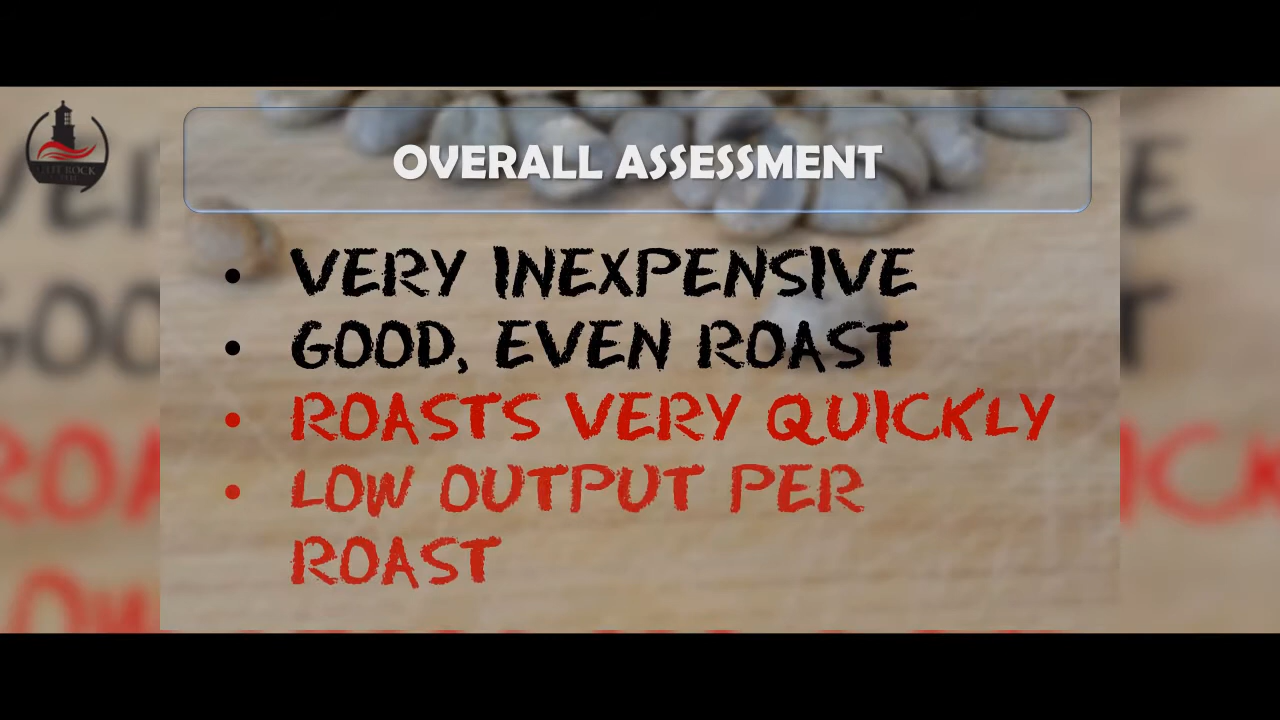 OVERALL ASSESSMENT
• VERY INEXPENSIVE
• GOOD, EVEN ROAST
• ROASTS VERY QUICKLY
• LOW OUTPUT PER
ROAST